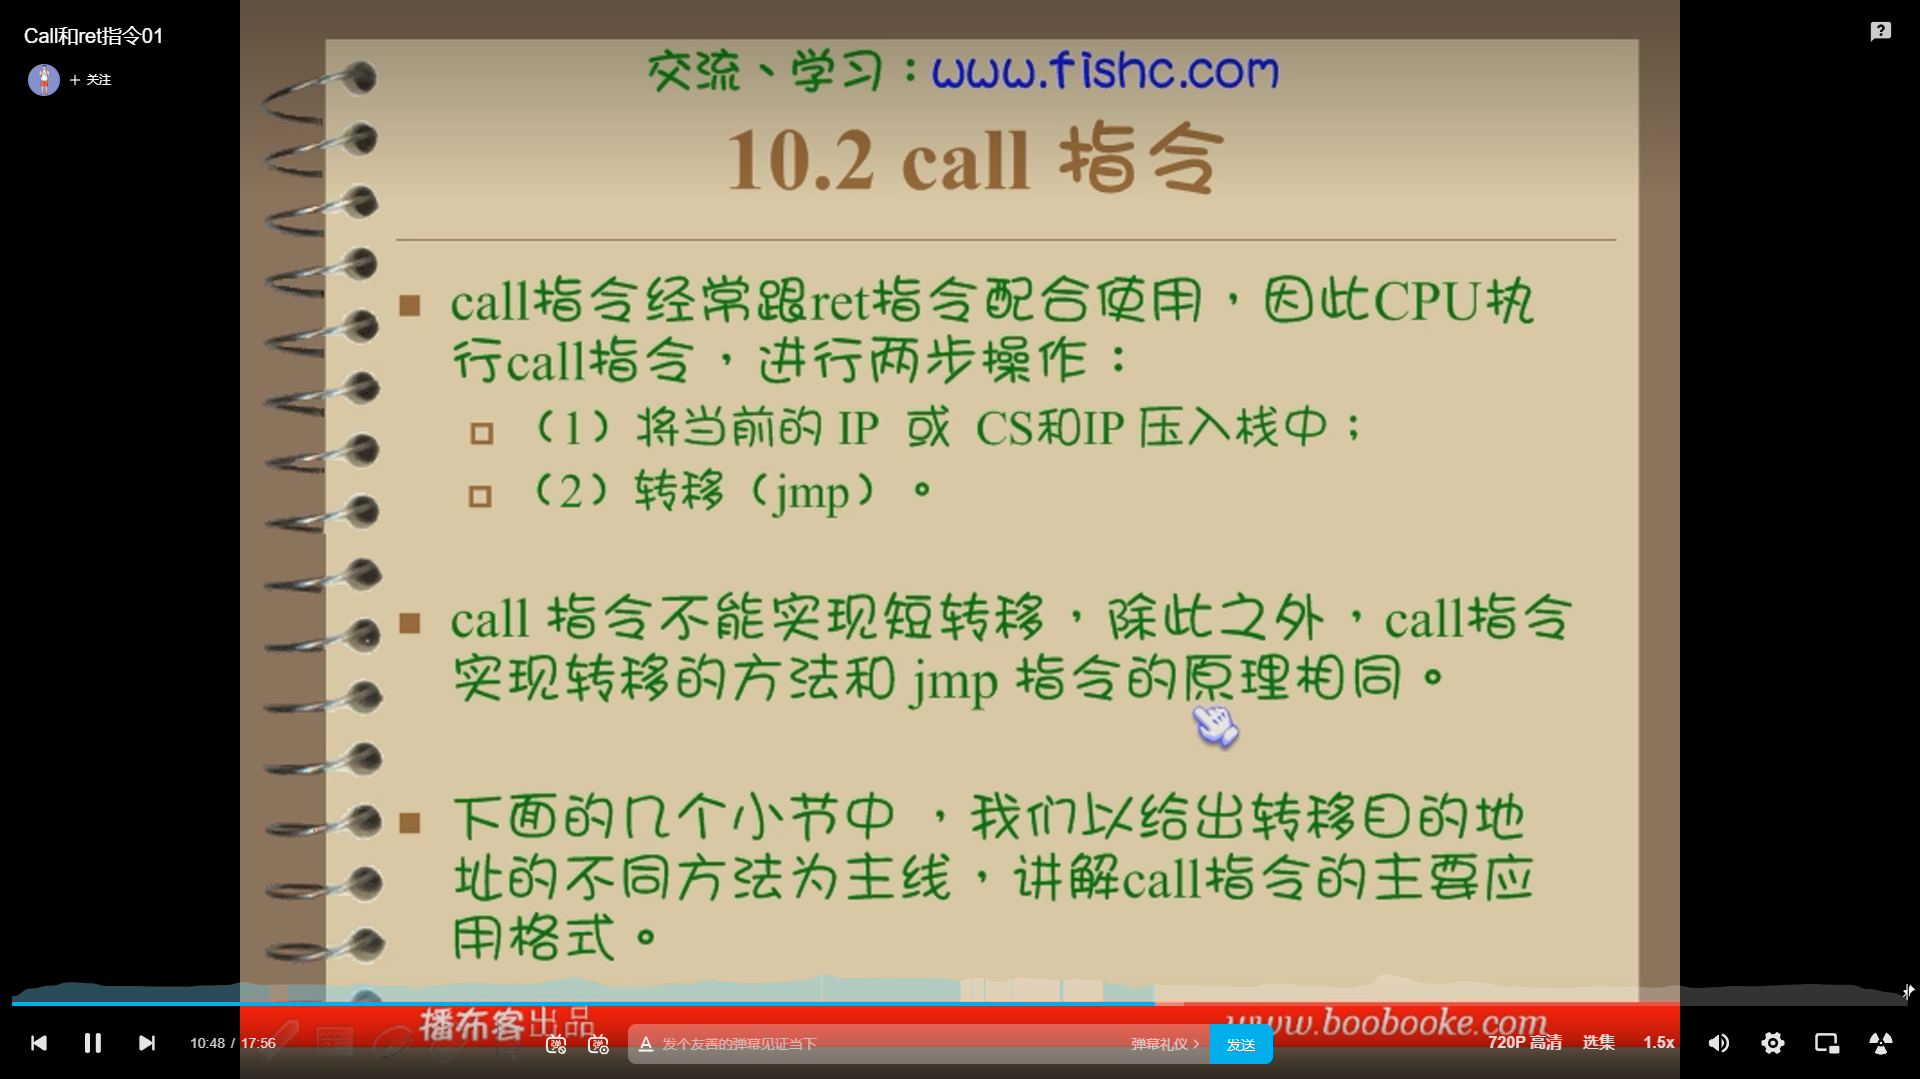 Call和ret指令01
+ 关注
交流、学习：www.fishc.com
10.2 call 指令
call指令经常跟ret指令配合使用，因此CPU执
行call指令，进行两步操作：
（1）将当前的 IP 或 CS和IP 压入栈中；
（2）转移（jmp）。
call 指令不能实现短转移，除此之外，call指令
实现转移的方法和 jmp 指令的原理相同。
下面的几个小节中 ，我们以给出转移目的地
址的不同方法为主线，讲解call指令的主要应
用格式。
播布客出品
www.boobooke.com
10:48 / 17:56
发个友善的弹幕见证当下
弹幕礼仪 >
发送
720P 高清
选集
1.5x